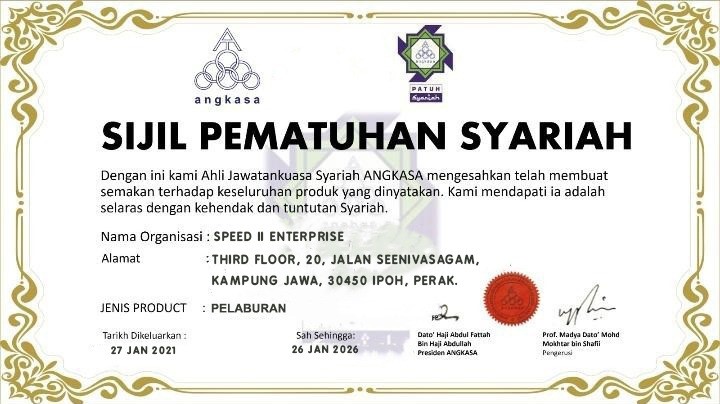 angkasa
angkasa
PATUH
Syariah
SIJIL PEMATUHAN SYARIAH
Dengan ini kami Ahli Jawatankuasa Syariah ANGKASA mengesahkan telah membuat
semakan terhadap keseluruhan produk yang dinyatakan. Kami mendapati ia adalah
selaras dengan kehendak dan tuntutan Syariah.
Nama Organisasi : SPEED II ENTERPRISE
Alamat : THIRD FLOOR, 20, JALAN SEENIVASAGAM,
KAMPUNG JAWA, 30450 IPOH, PERAK.
JENIS PRODUCT : PELABURAN
Tarikh Dikeluarkan : Sah Sehingga:
27 JAN 2021 26 JAN 2026
Dato' Haji Abdul Fattah
Bin Haji Abdullah
Presiden ANGKASA
Prof. Madya Dato' Mohd
Mokhtar bin Shafii
Pengerusi